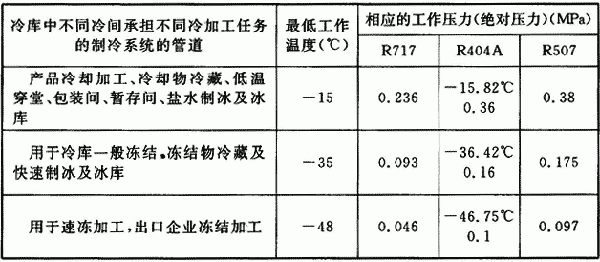 冷库中不同冷间承担不同冷加工任务
的制冷系统的管道
最低工作
温度(℃)
相应的工作压力(绝对压力)(MPa)
R717
R404A
R507
产品冷却加工、冷却物冷藏、低温
穿堂、包装问、暂存问、盐水制冰及冰
库
-15
0.236
-15.82℃
0.36
0.38
用于冷库一般冻结,冻结物冷藏及
快速制冰及冰库
-35
0.093
-36.42℃
0.16
0.175
用于速冻加工,出口企业冻结加工
-48
0.046
-46.75℃
0.1
0.097